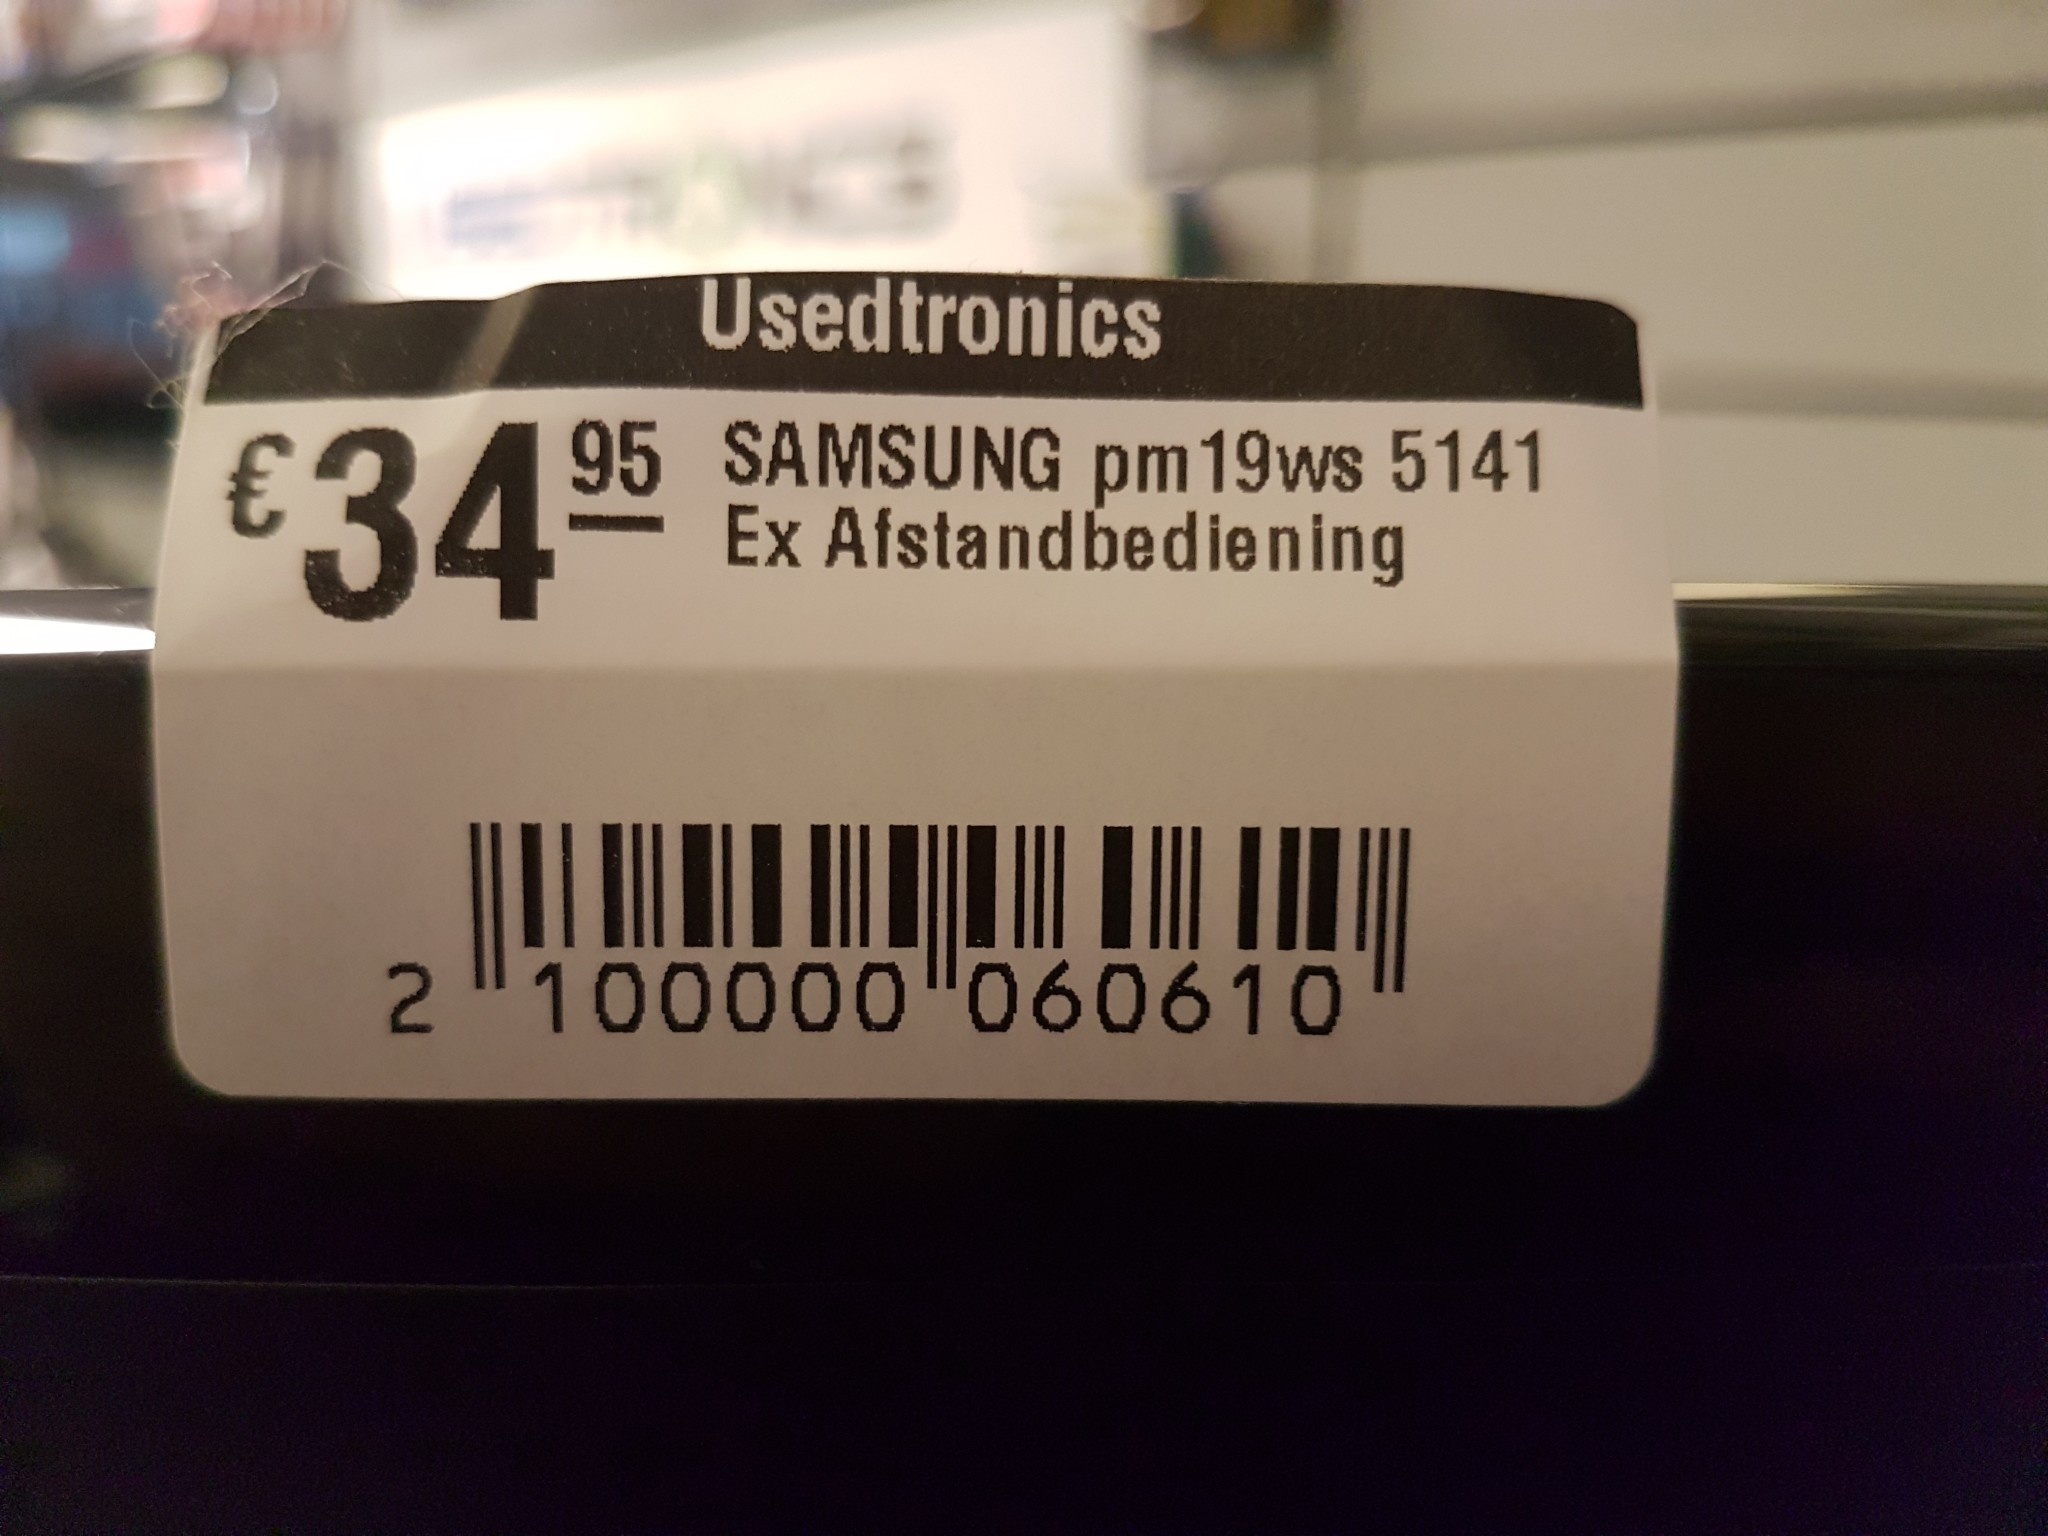 Usedtronics
€34 95 SAMSUNG pm19ws 5141
Ex Afstandbediening
2 100000 060610